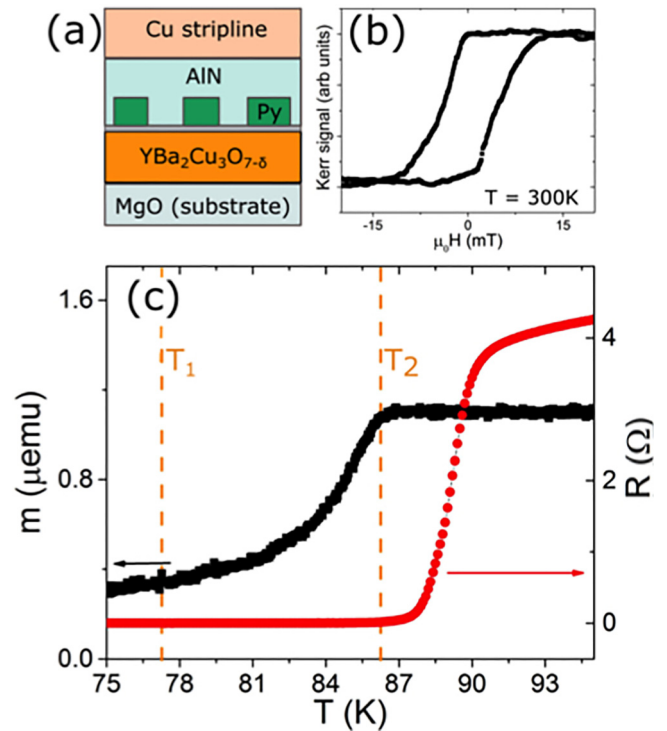 (a)
Cu stripline
AlN
Py
YBa₂Cu₃O₇₋δ
MgO (substrate)
(b)
Kerr signal (arb units)
T = 300K
-15 0 15
μ₀H (mT)
(c)
T₁
T₂
1.6
0.8
0.0
m (μemu)
4
2
0
R (Ω)
75 78 81 84 87 90 93
T (K)